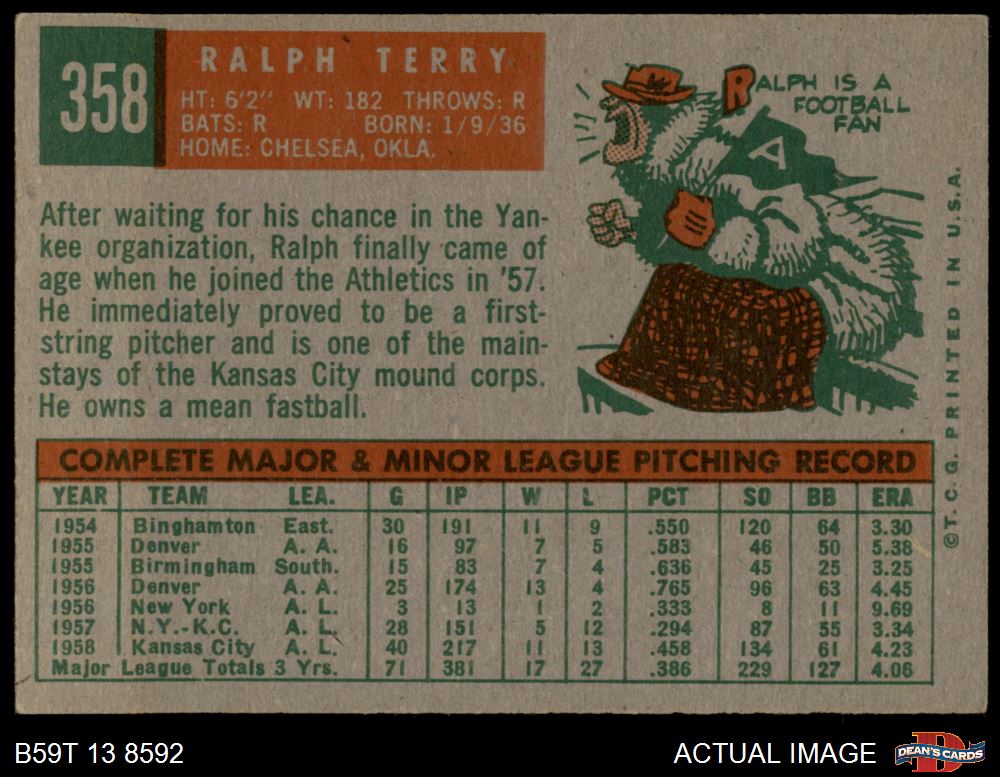 358
RALPH TERRY
HT: 6'2" WT: 182 THROWS: R
BATS: R BORN: 1/9/36
HOME: CHELSEA, OKLA.
RALPH IS A
FOOTBALL
FAN
A
After waiting for his chance in the Yan-
kee organization, Ralph finally came of
age when he joined the Athletics in '57.
He immediately proved to be a first-
string pitcher and is one of the main-
stays of the Kansas City mound corps.
He owns a mean fastball.
COMPLETE MAJOR & MINOR LEAGUE PITCHING RECORD
YEAR TEAM LEA. G IP W L PCT SO BB ERA
1954 Binghamton East. 30 191 11 9 .550 120 64 3.30
1955 Denver A. A. 16 97 7 5 .583 46 50 5.38
1955 Birmingham South. 15 83 7 4 .636 45 25 3.25
1956 Denver A. A. 25 174 13 4 .765 96 63 4.45
1956 New York A. L. 3 13 1 2 .333 8 11 9.69
1957 N.Y.-K.C. A. L. 28 151 5 12 .294 87 55 3.34
1958 Kansas City A. L. 40 217 11 13 .458 134 61 4.23
Major League Totals 3 Yrs. 71 381 17 27 .386 229 127 4.06
©T. C. G. PRINTED IN U.S.A.
B59T 13 8592
ACTUAL IMAGE
D
DEAN'S CARDS